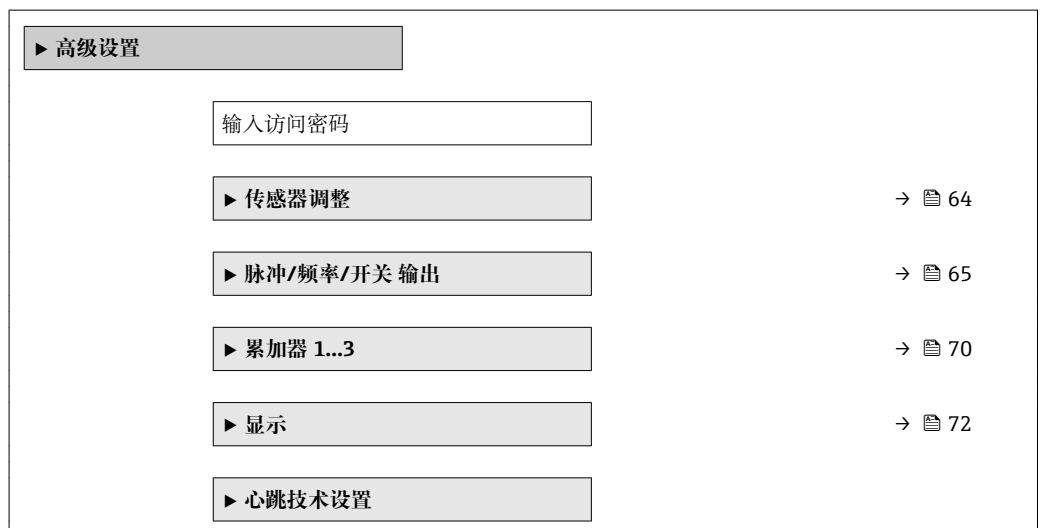 ▶ 高级设置
输入访问密码
▶ 传感器调整 → 64
▶ 脉冲/频率/开关 输出 → 65
▶ 累加器 1...3 → 70
▶ 显示 → 72
▶ 心跳技术设置